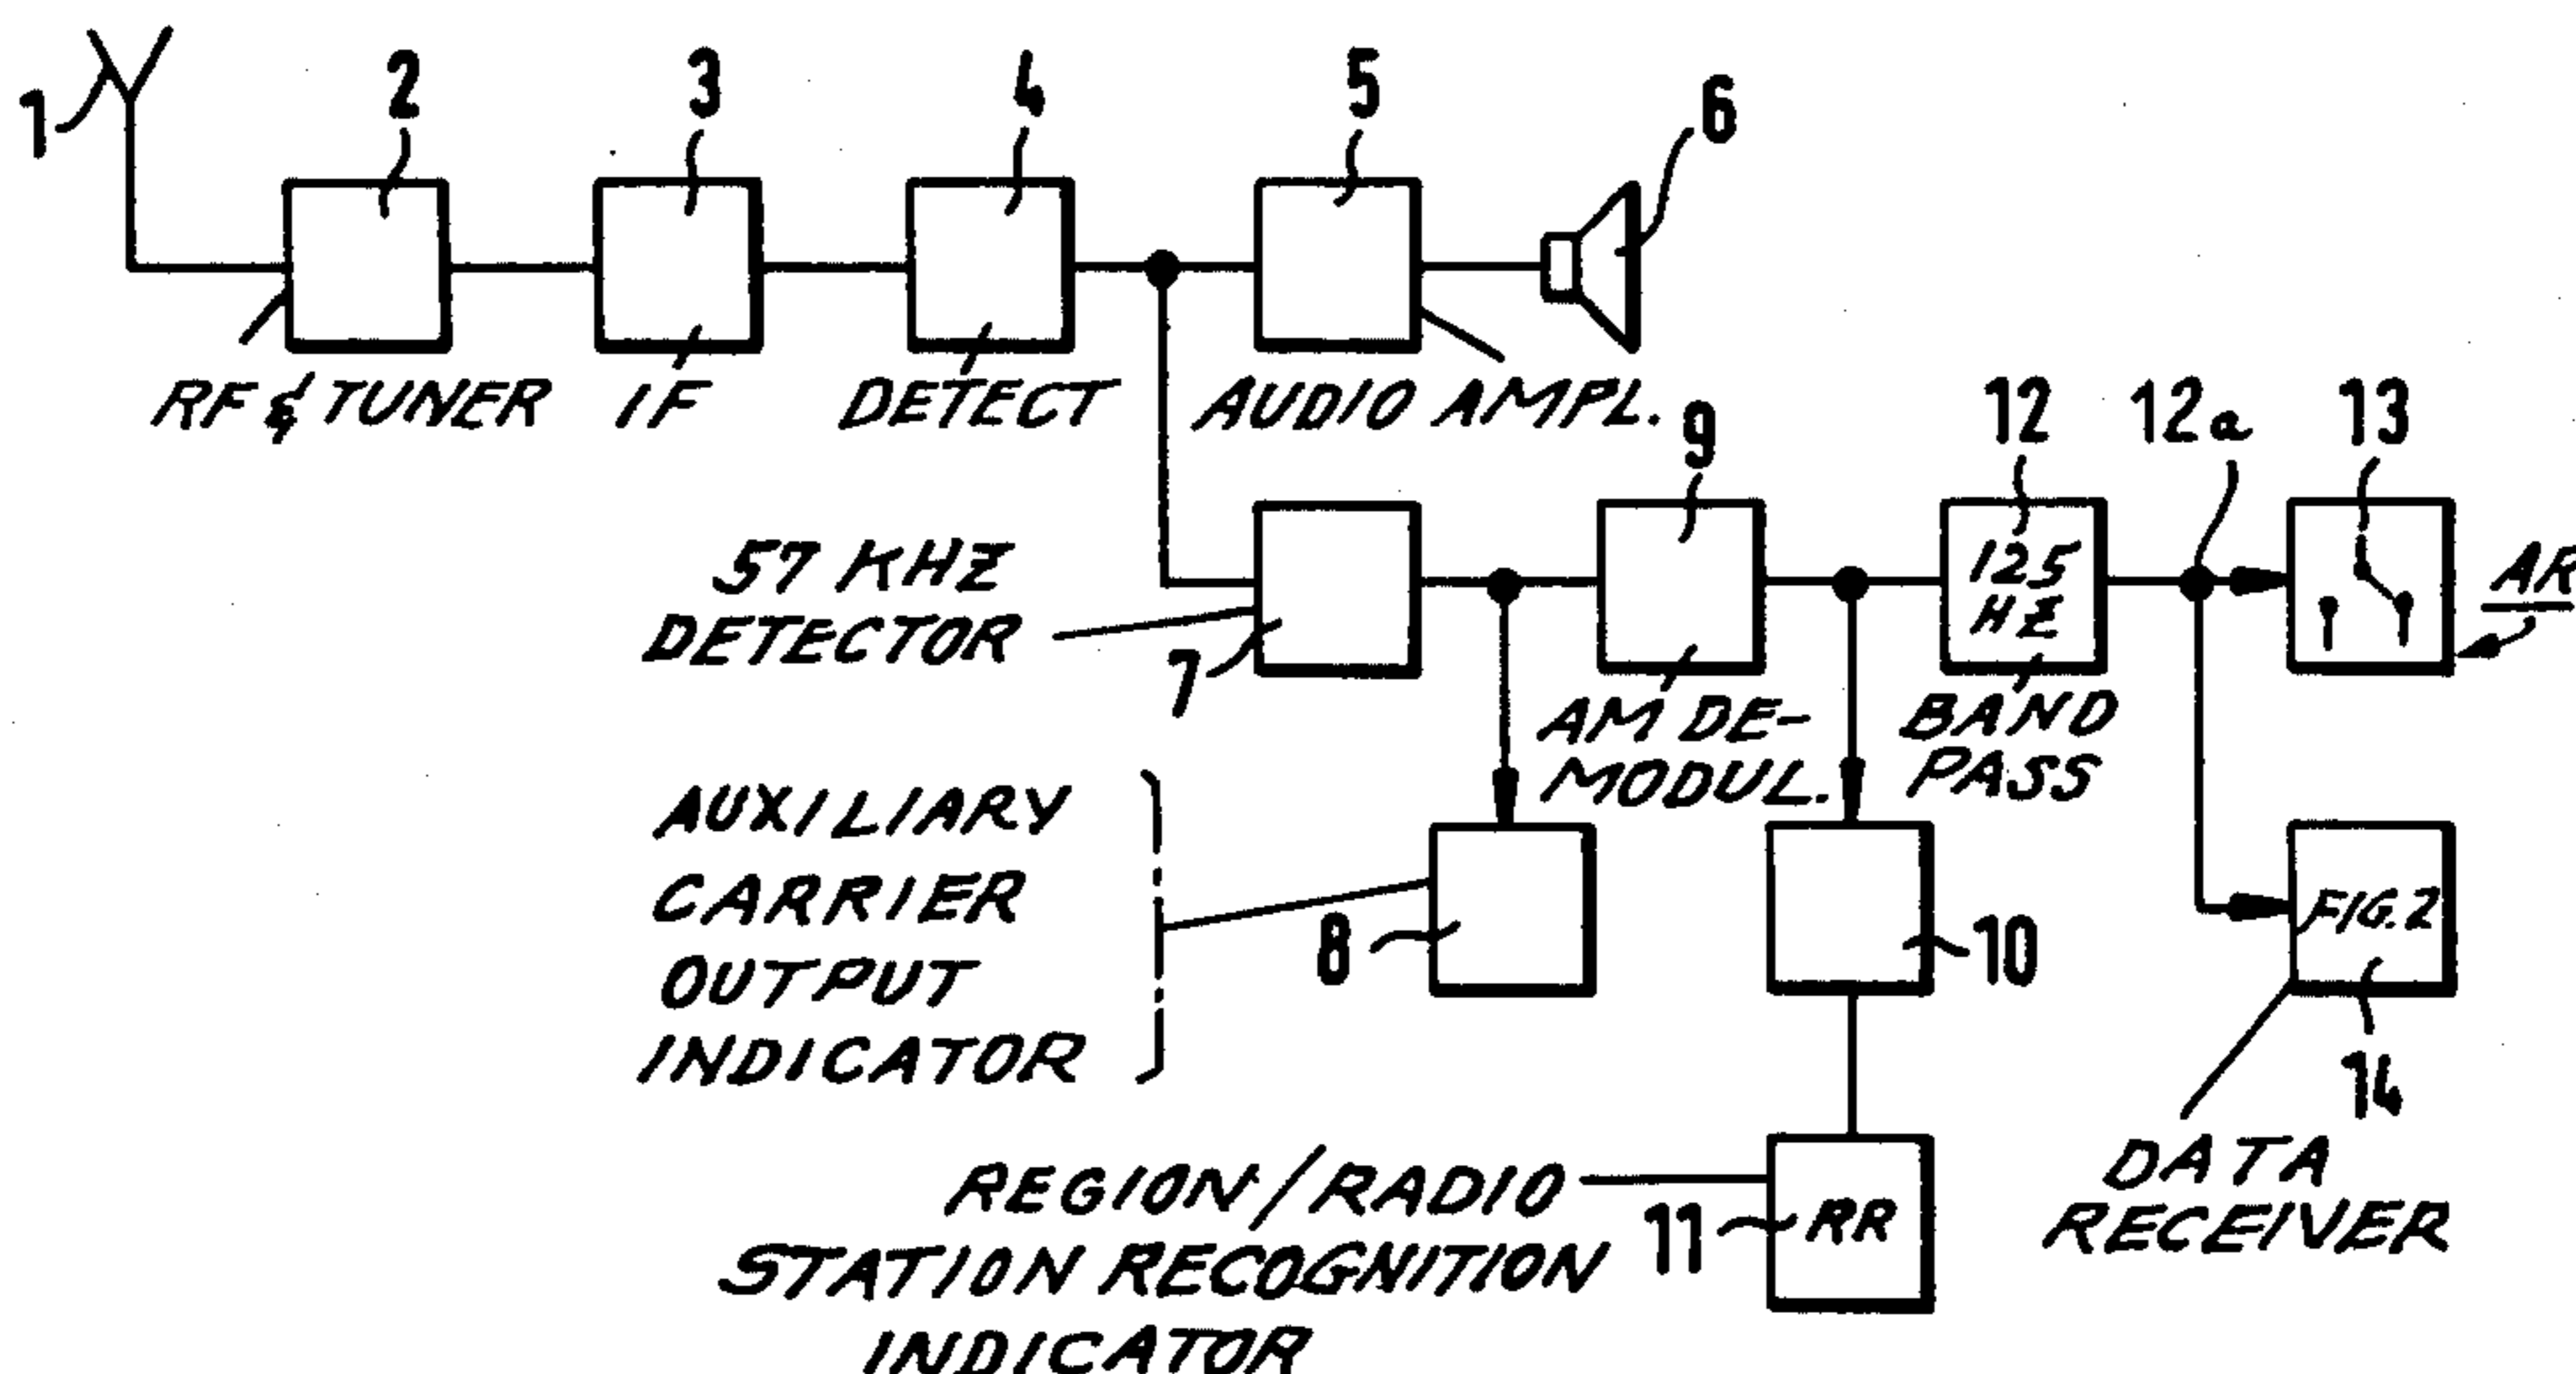 1
2
3
4
5
6
RF & TUNER
IF
DETECT
AUDIO AMPL.
9
12
12a
13
57 KHZ
DETECTOR
7
125
HZ
AR
AM DE-
MODUL.
BAND
PASS
AUXILIARY
CARRIER
OUTPUT
INDICATOR
8
10
FIG. 2
14
DATA
RECEIVER
REGION/RADIO
STATION RECOGNITION
INDICATOR
11
RR